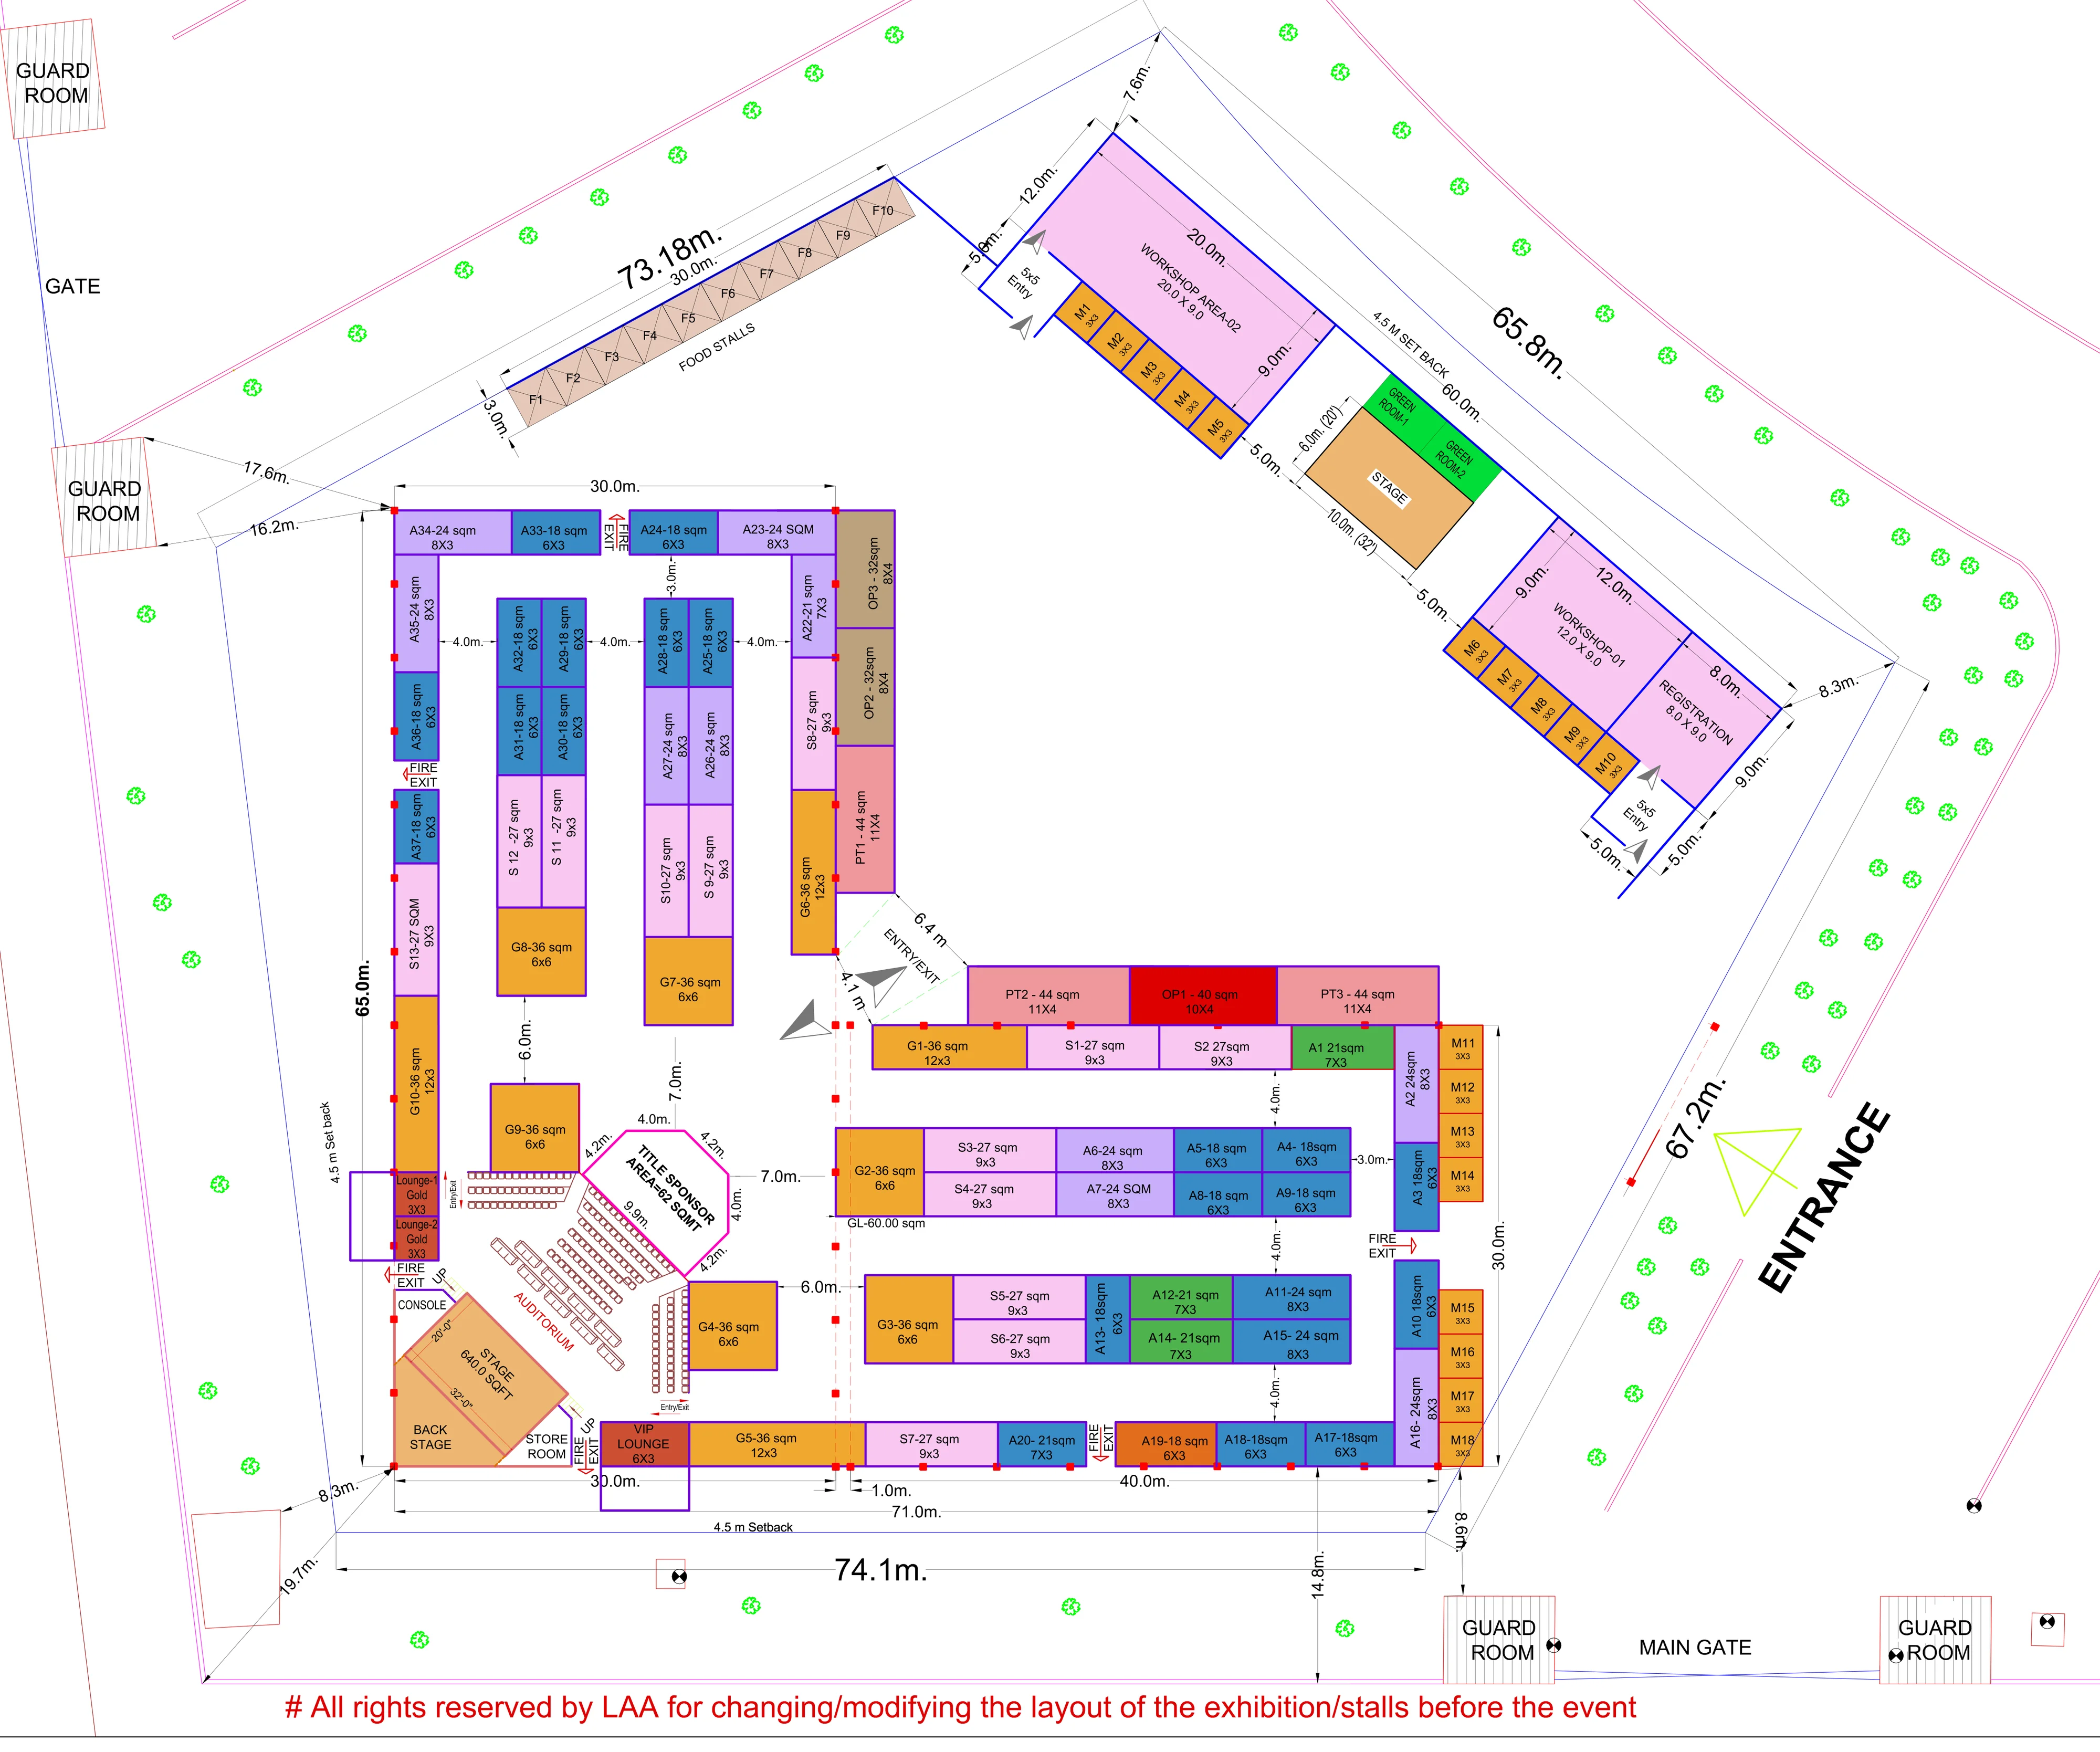 GUARD
ROOM
GATE
GUARD
ROOM
17.6m.
16.2m.
7.6m.
73.18m.
30.0m.
F1
F2
F3
F4
F5
F6
F7
F8
F9
F10
FOOD STALLS
3.0m.
12.0m.
5.0m.
5x5
Entry
20.0m.
WORKSHOP AREA-02
20.0 X 9.0
9.0m.
M1
3X3
M2
3X3
M3
3X3
M4
3X3
M5
3X3
4.5 M SET BACK
60.0m.
65.8m.
GREEN
ROOM-1
GREEN
ROOM-2
6.0m. (20')
STAGE
10.0m. (32')
5.0m.
5.0m.
9.0m.
12.0m.
WORKSHOP-01
12.0 X 9.0
8.0m.
REGISTRATION
8.0 X 9.0
8.3m.
9.0m.
M6
3X3
M7
3X3
M8
3X3
M9
3X3
M10
3X3
5x5
Entry
5.0m.
5.0m.
30.0m.
A34-24 sqm
8X3
A33-18 sqm
6X3
FIRE
EXIT
A24-18 sqm
6X3
A23-24 SQM
8X3
OP3 - 32sqm
8X4
OP2 - 32sqm
8X4
PT1 - 44 sqm
11X4
3.0m.
A35-24 sqm
8X3
4.0m.
A32-18 sqm
6X3
A29-18 sqm
6X3
4.0m.
A28-18 sqm
6X3
A25-18 sqm
6X3
4.0m.
A22-21 sqm
7X3
A36-18 sqm
6X3
A31-18 sqm
6X3
A30-18 sqm
6X3
A27-24 sqm
8X3
A26-24 sqm
8X3
S8-27 sqm
9x3
FIRE
EXIT
A37-18 sqm
6X3
S 12 -27 sqm
9x3
S 11 -27 sqm
9x3
S10-27 sqm
9x3
S 9-27 sqm
9x3
G6-36 sqm
12x3
S13-27 SQM
9X3
G8-36 sqm
6x6
G7-36 sqm
6x6
65.0m.
G10-36 sqm
12x3
6.0m.
7.0m.
6.4 m
ENTRY/EXIT
4.1 m
PT2 - 44 sqm
11X4
OP1 - 40 sqm
10X4
PT3 - 44 sqm
11X4
G1-36 sqm
12x3
S1-27 sqm
9x3
S2 27sqm
9X3
A1 21sqm
7X3
A2 24sqm
8X3
M11
3X3
M12
3X3
M13
3X3
M14
3X3
4.0m.
G9-36 sqm
6x6
4.0m.
4.2m.
4.2m.
TITLE SPONSOR
AREA=62 SQMT
9.9m.
4.0m.
4.2m.
7.0m.
G2-36 sqm
6x6
S3-27 sqm
9x3
A6-24 sqm
8X3
A5-18 sqm
6X3
A4- 18sqm
6X3
S4-27 sqm
9x3
A7-24 SQM
8X3
A8-18 sqm
6X3
A9-18 sqm
6X3
3.0m.
A3 18sqm
6X3
GL-60.00 sqm
4.0m.
FIRE
EXIT
30.0m.
67.2m.
ENTRANCE
4.5 m Set back
Lounge-1
Gold
3X3
Lounge-2
Gold
3X3
Entry/Exit
FIRE
EXIT
UP
CONSOLE
20'-0"
STAGE
640.0 SQFT
32'-0"
BACK
STAGE
STORE
ROOM
UP
AUDITORIUM
Entry/Exit
G4-36 sqm
6x6
6.0m.
G3-36 sqm
6x6
S5-27 sqm
9x3
S6-27 sqm
9x3
A13- 18sqm
6X3
A12-21 sqm
7X3
A14- 21sqm
7X3
A11-24 sqm
8X3
A15- 24 sqm
8X3
4.0m.
A10 18sqm
6X3
A16- 24sqm
8X3
M15
3X3
M16
3X3
M17
3X3
M18
3X3
FIRE
EXIT
VIP
LOUNGE
6X3
G5-36 sqm
12x3
S7-27 sqm
9x3
A20- 21sqm
7X3
FIRE
EXIT
A19-18 sqm
6X3
A18-18sqm
6X3
A17-18sqm
6X3
30.0m.
1.0m.
40.0m.
71.0m.
4.5 m Setback
74.1m.
8.3m.
19.7m.
14.8m.
8.6m.
GUARD
ROOM
MAIN GATE
GUARD
ROOM
# All rights reserved by LAA for changing/modifying the layout of the exhibition/stalls before the event